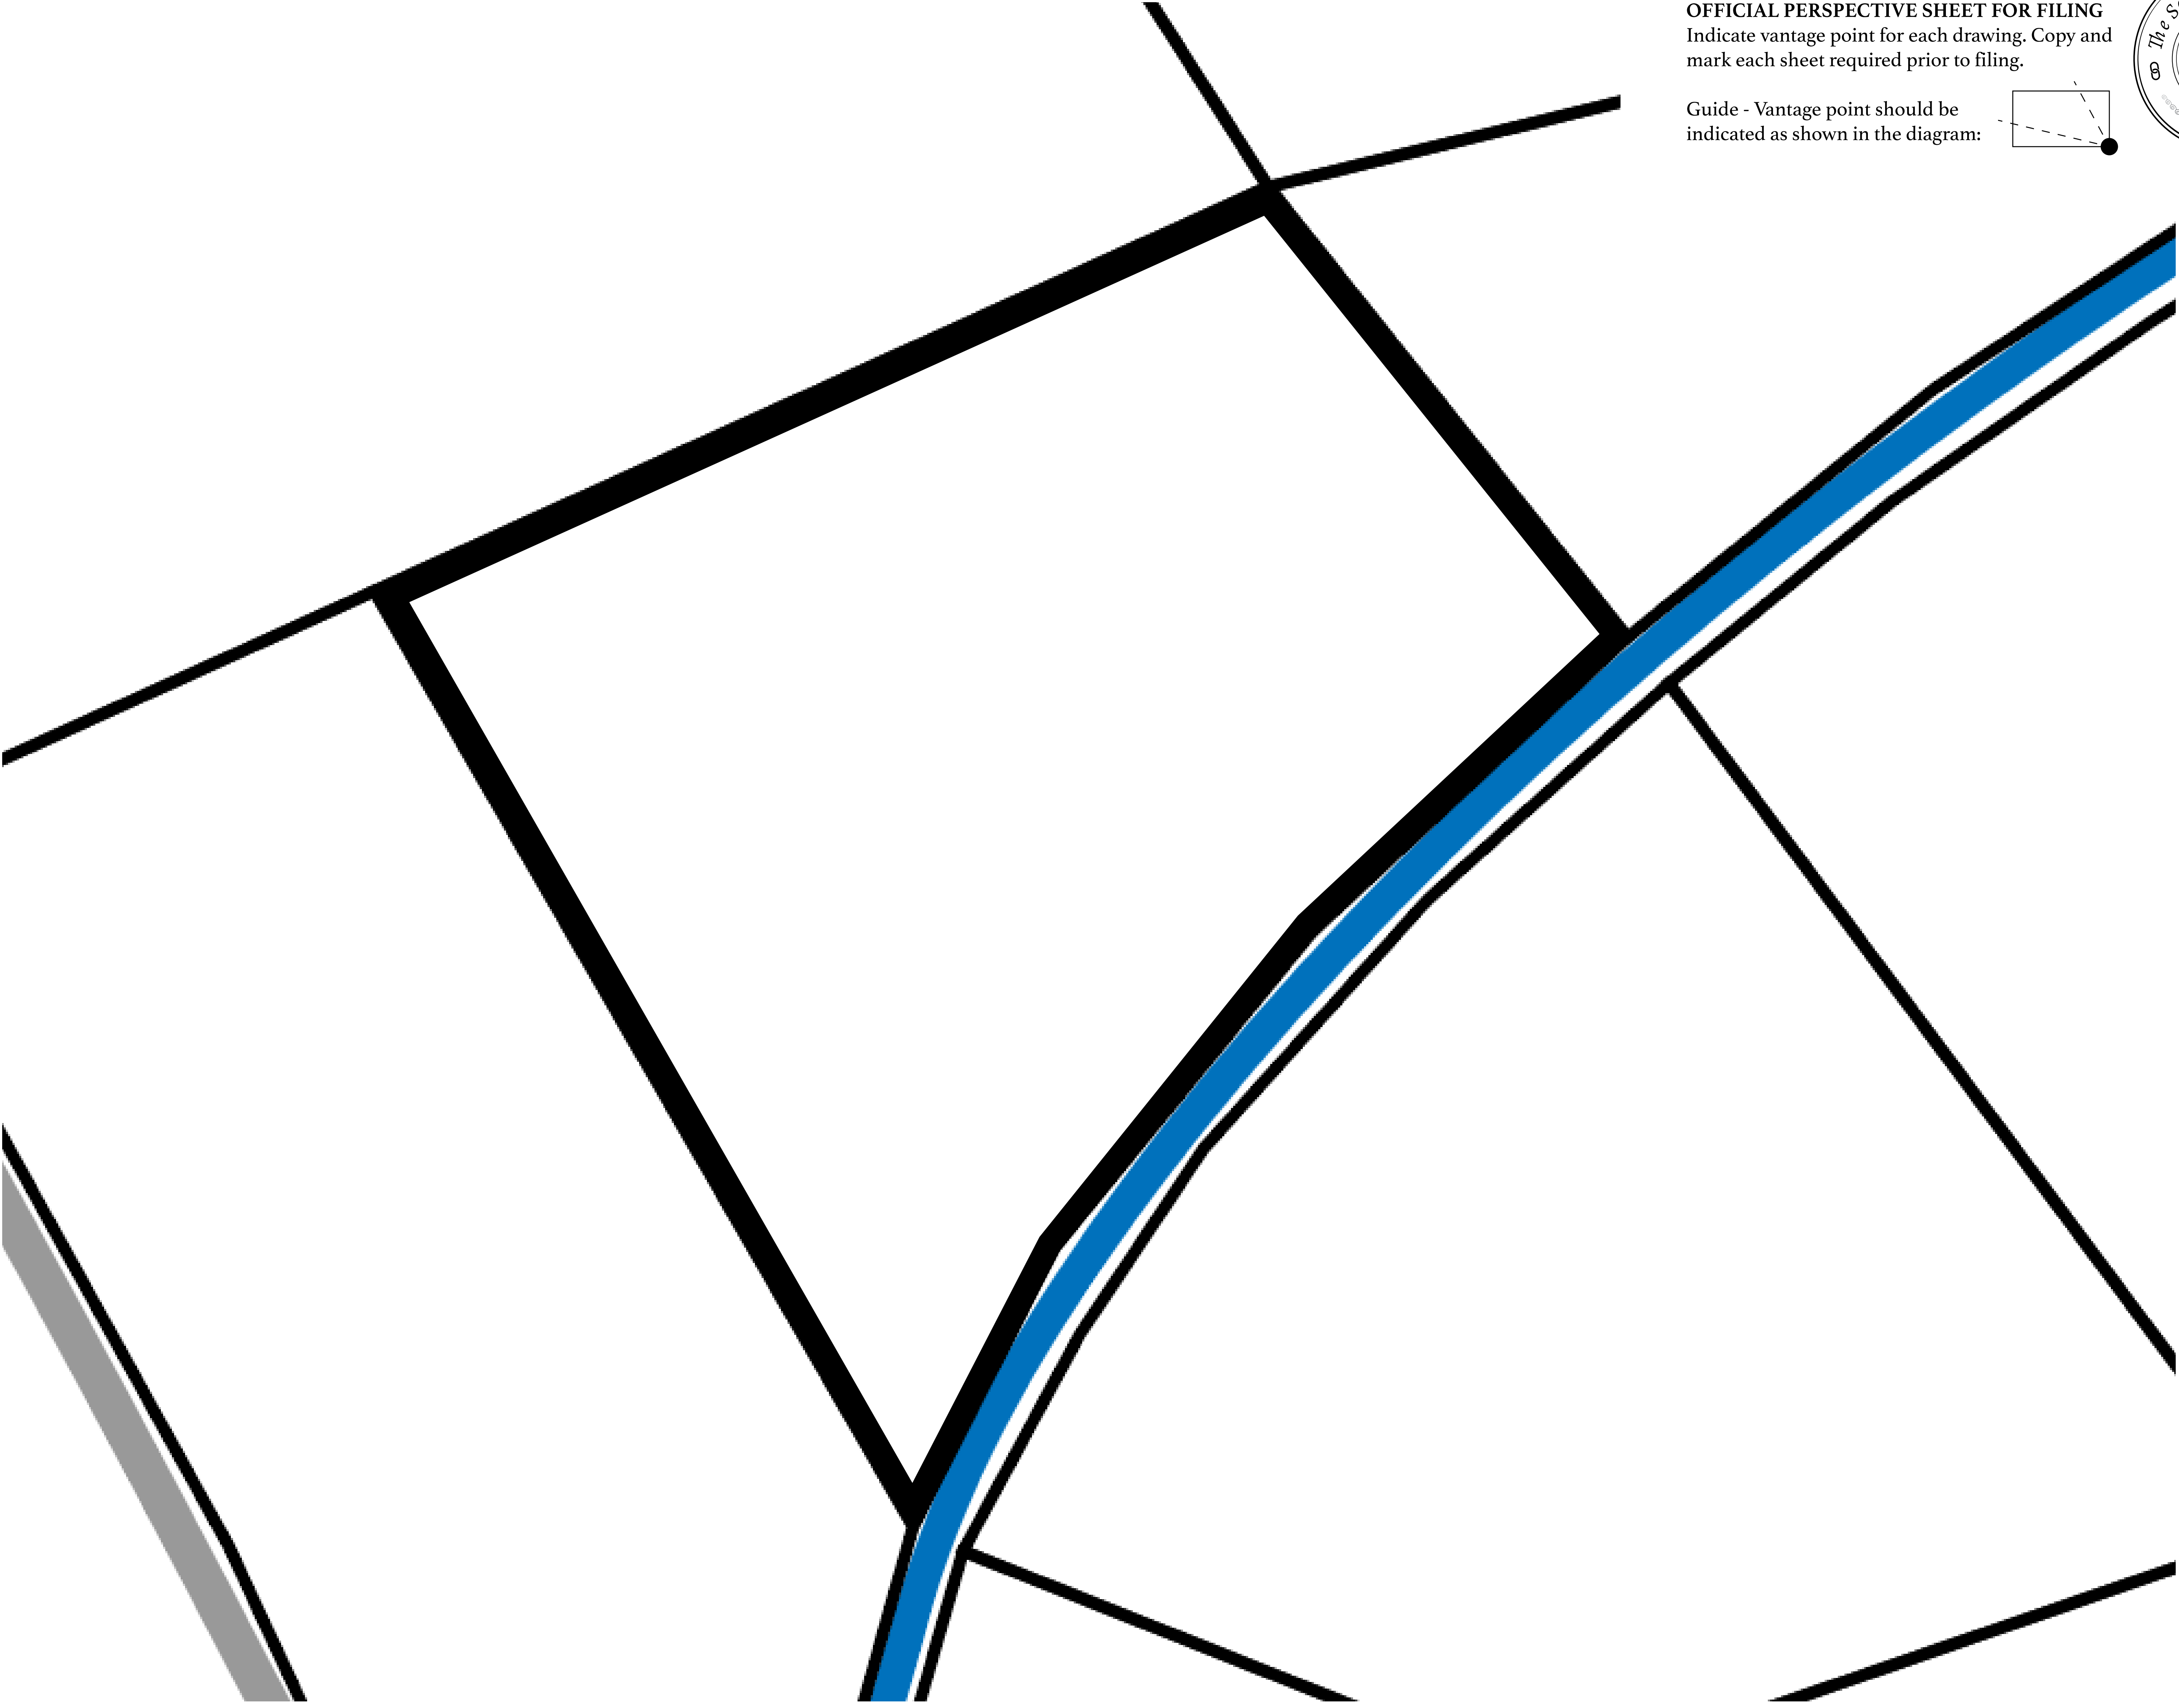 OFFICIAL PERSPECTIVE SHEET FOR FILING
Indicate vantage point for each drawing. Copy and
mark each sheet required prior to filing.
Guide - Vantage point should be
indicated as shown in the diagram:
The